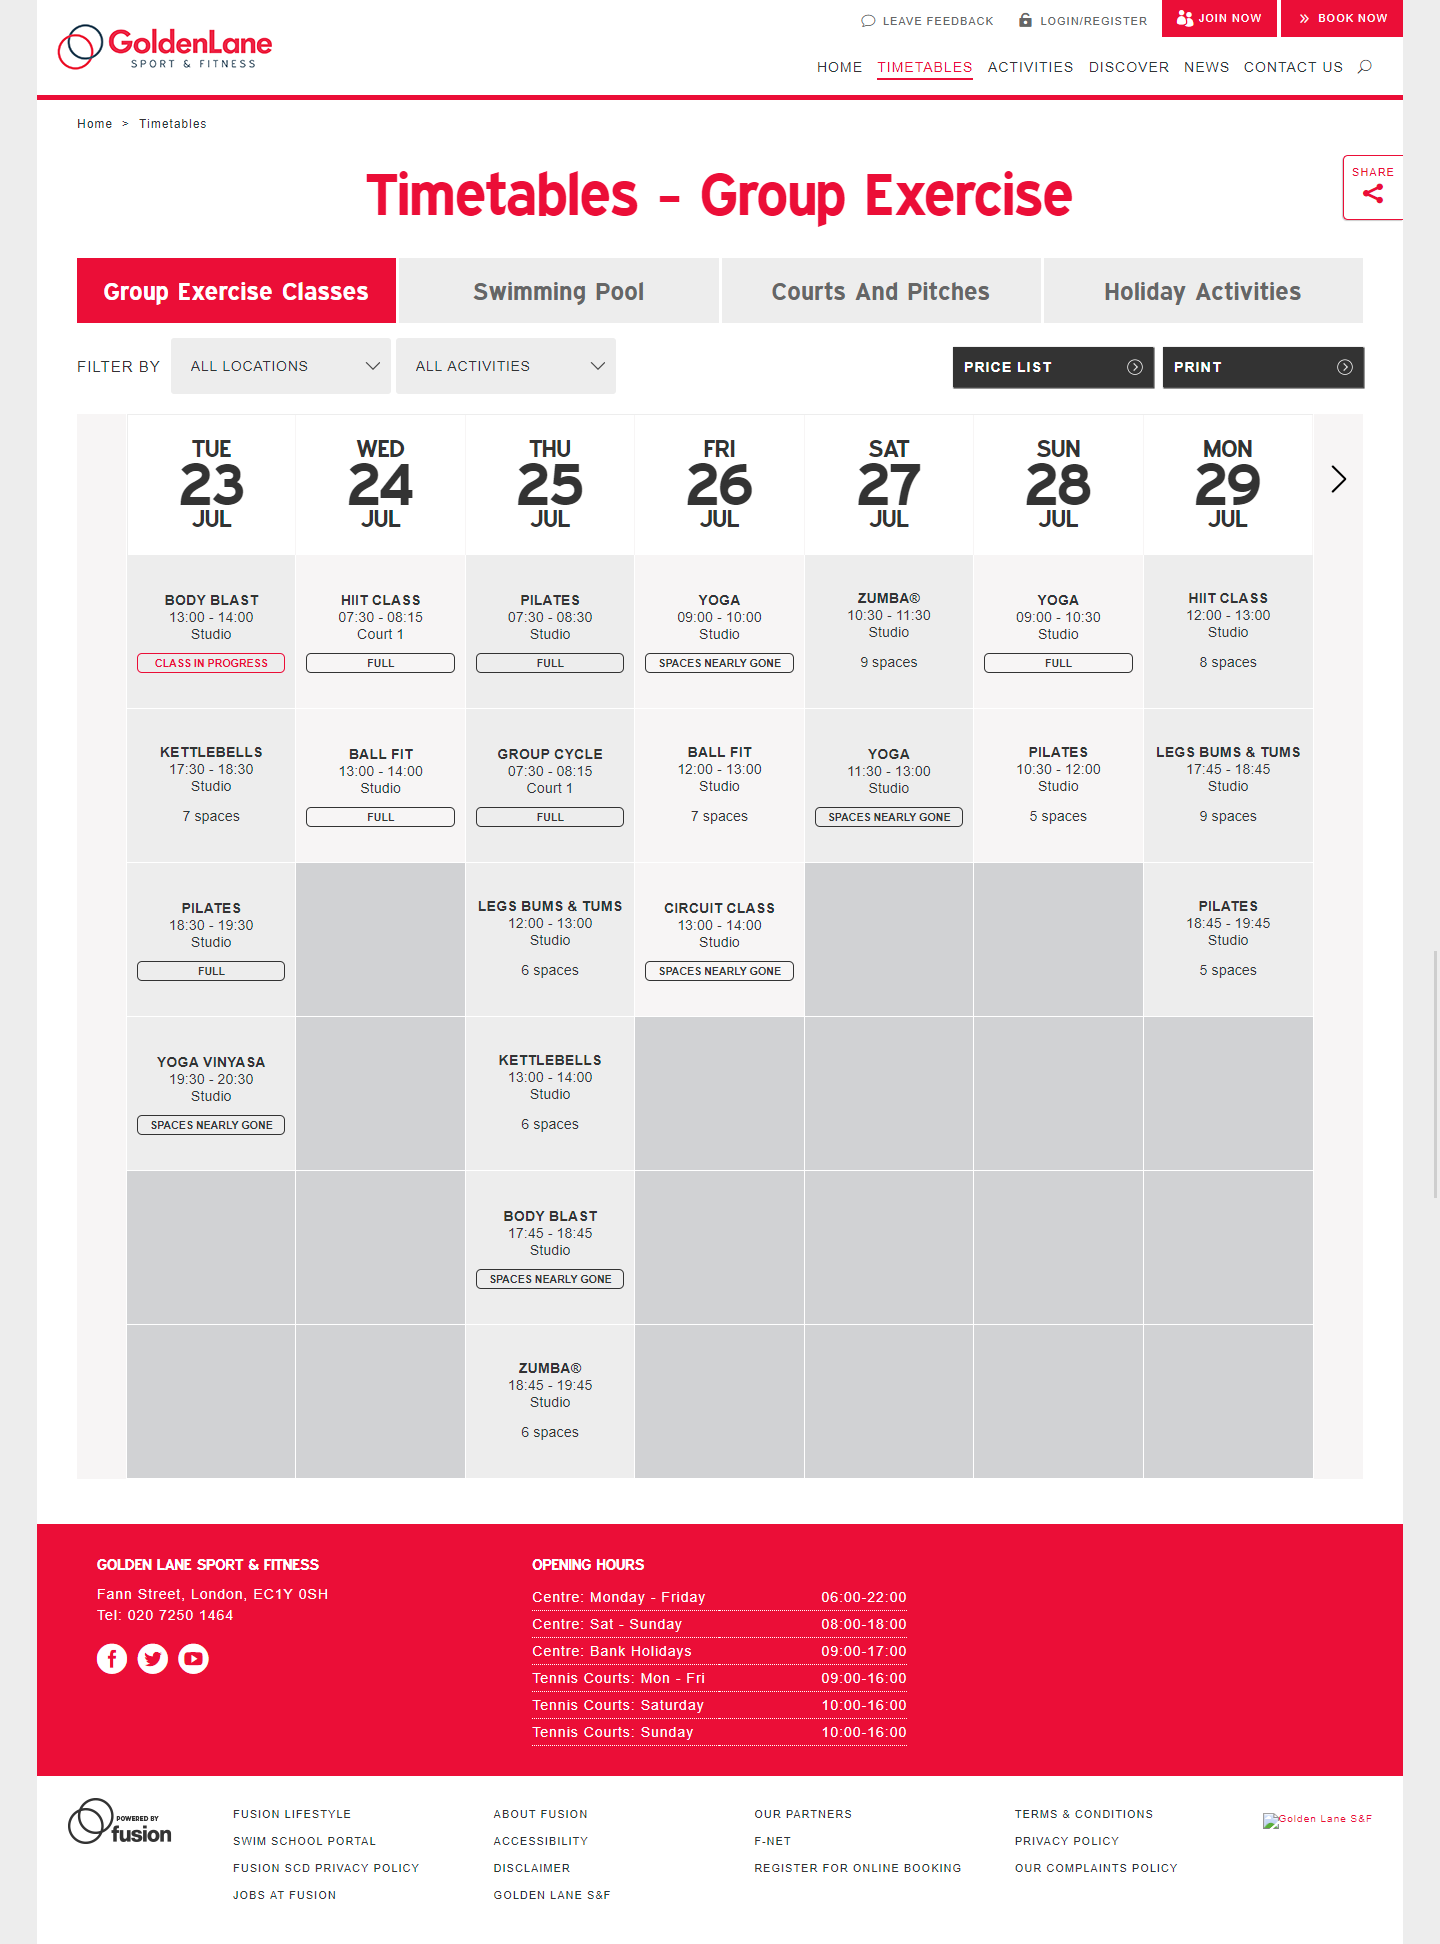 LEAVE FEEDBACK
LOGIN/REGISTER
JOIN NOW
BOOK NOW
GoldenLane
SPORT & FITNESS
HOME
TIMETABLES
ACTIVITIES
DISCOVER
NEWS
CONTACT US
Home > Timetables
SHARE
Timetables - Group Exercise
Group Exercise Classes
Swimming Pool
Courts And Pitches
Holiday Activities
FILTER BY
ALL LOCATIONS
ALL ACTIVITIES
PRICE LIST
PRINT
TUE
23
JUL
WED
24
JUL
THU
25
JUL
FRI
26
JUL
SAT
27
JUL
SUN
28
JUL
MON
29
JUL
BODY BLAST
13:00 - 14:00
Studio
CLASS IN PROGRESS
HIIT CLASS
07:30 - 08:15
Court 1
FULL
PILATES
07:30 - 08:30
Studio
FULL
YOGA
09:00 - 10:00
Studio
SPACES NEARLY GONE
ZUMBA®
10:30 - 11:30
Studio
9 spaces
YOGA
09:00 - 10:30
Studio
FULL
HIIT CLASS
12:00 - 13:00
Studio
8 spaces
KETTLEBELLS
17:30 - 18:30
Studio
7 spaces
BALL FIT
13:00 - 14:00
Studio
FULL
GROUP CYCLE
07:30 - 08:15
Court 1
FULL
BALL FIT
12:00 - 13:00
Studio
7 spaces
YOGA
11:30 - 13:00
Studio
SPACES NEARLY GONE
PILATES
10:30 - 12:00
Studio
5 spaces
LEGS BUMS & TUMS
17:45 - 18:45
Studio
9 spaces
PILATES
18:30 - 19:30
Studio
FULL
LEGS BUMS & TUMS
12:00 - 13:00
Studio
6 spaces
CIRCUIT CLASS
13:00 - 14:00
Studio
SPACES NEARLY GONE
PILATES
18:45 - 19:45
Studio
5 spaces
YOGA VINYASA
19:30 - 20:30
Studio
SPACES NEARLY GONE
KETTLEBELLS
13:00 - 14:00
Studio
6 spaces
BODY BLAST
17:45 - 18:45
Studio
SPACES NEARLY GONE
ZUMBA®
18:45 - 19:45
Studio
6 spaces
GOLDEN LANE SPORT & FITNESS
Fann Street, London, EC1Y 0SH
Tel: 020 7250 1464
OPENING HOURS
Centre: Monday - Friday 06:00-22:00
Centre: Sat - Sunday 08:00-18:00
Centre: Bank Holidays 09:00-17:00
Tennis Courts: Mon - Fri 09:00-16:00
Tennis Courts: Saturday 10:00-16:00
Tennis Courts: Sunday 10:00-16:00
POWERED BY
fusion
FUSION LIFESTYLE
SWIM SCHOOL PORTAL
FUSION SCD PRIVACY POLICY
JOBS AT FUSION
ABOUT FUSION
ACCESSIBILITY
DISCLAIMER
GOLDEN LANE S&F
OUR PARTNERS
F-NET
REGISTER FOR ONLINE BOOKING
TERMS & CONDITIONS
PRIVACY POLICY
OUR COMPLAINTS POLICY
Golden Lane S&F